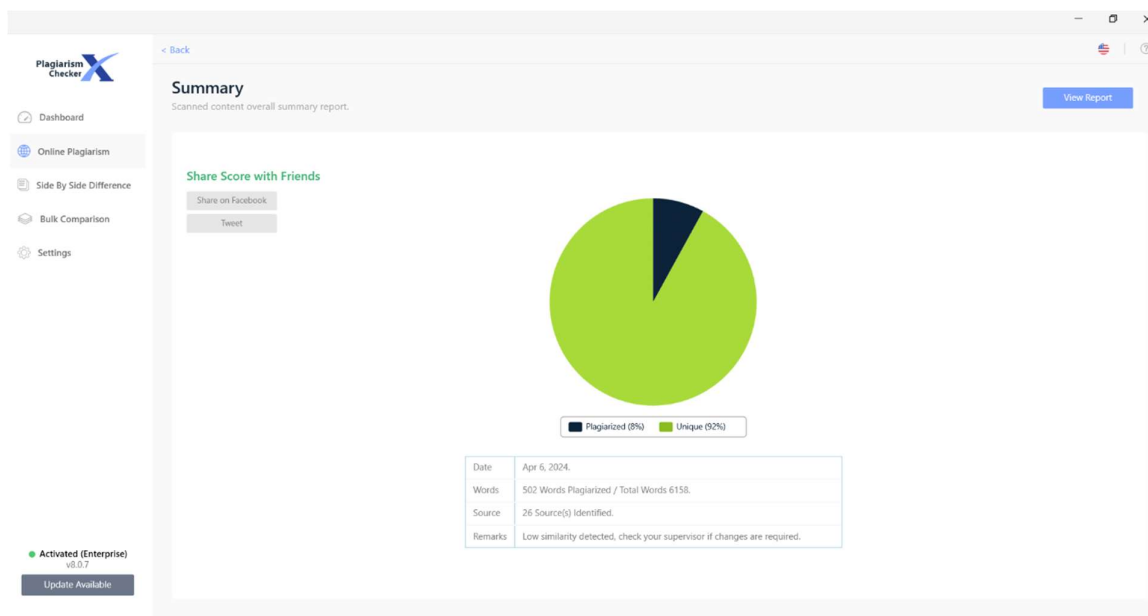 Plagiarism
Checker
X
< Back
Summary
Scanned content overall summary report.
View Report
Dashboard
Online Plagiarism
Side By Side Difference
Bulk Comparison
Settings
Share Score with Friends
Share on Facebook
Tweet
Plagiarized (8%) Unique (92%)
Date Apr 6, 2024.
Words 502 Words Plagiarized / Total Words 6158.
Source 26 Source(s) Identified.
Remarks Low similarity detected, check your supervisor if changes are required.
Activated (Enterprise)
v8.0.7
Update Available